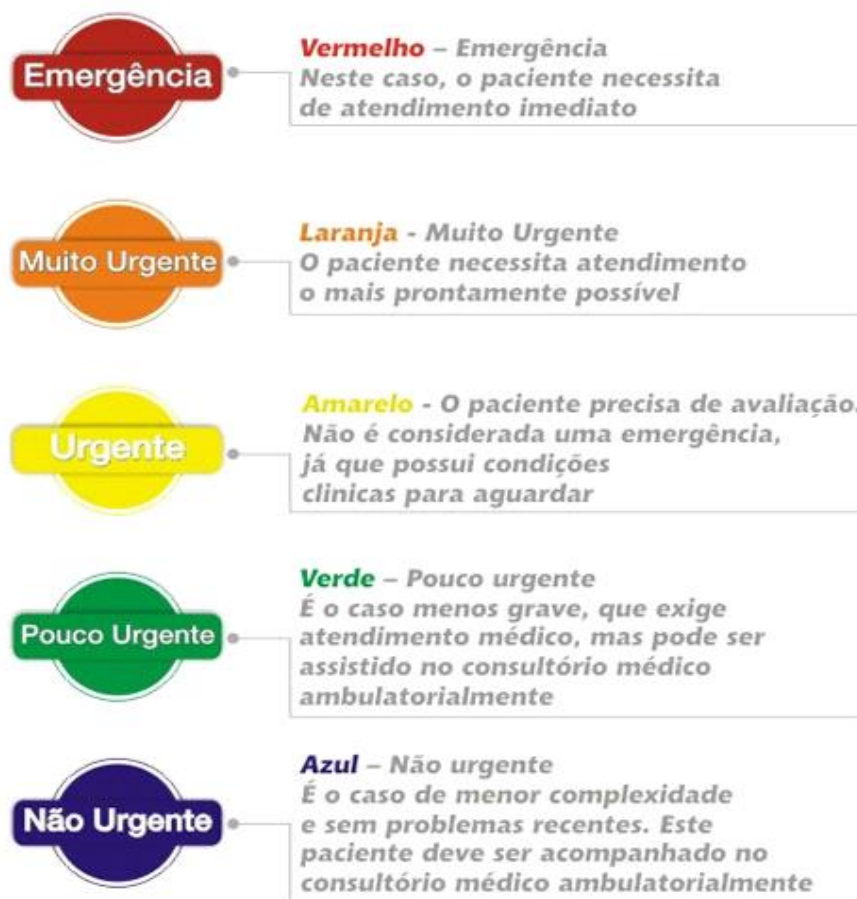 Emergência
Vermelho – Emergência
Neste caso, o paciente necessita
de atendimento imediato
Muito Urgente
Laranja - Muito Urgente
O paciente necessita atendimento
o mais prontamente possível
Urgente
Amarelo - O paciente precisa de avaliação.
Não é considerada uma emergência,
já que possui condições
clinicas para aguardar
Pouco Urgente
Verde – Pouco urgente
É o caso menos grave, que exige
atendimento médico, mas pode ser
assistido no consultório médico
ambulatorialmente
Não Urgente
Azul – Não urgente
É o caso de menor complexidade
e sem problemas recentes. Este
paciente deve ser acompanhado no
consultório médico ambulatorialmente